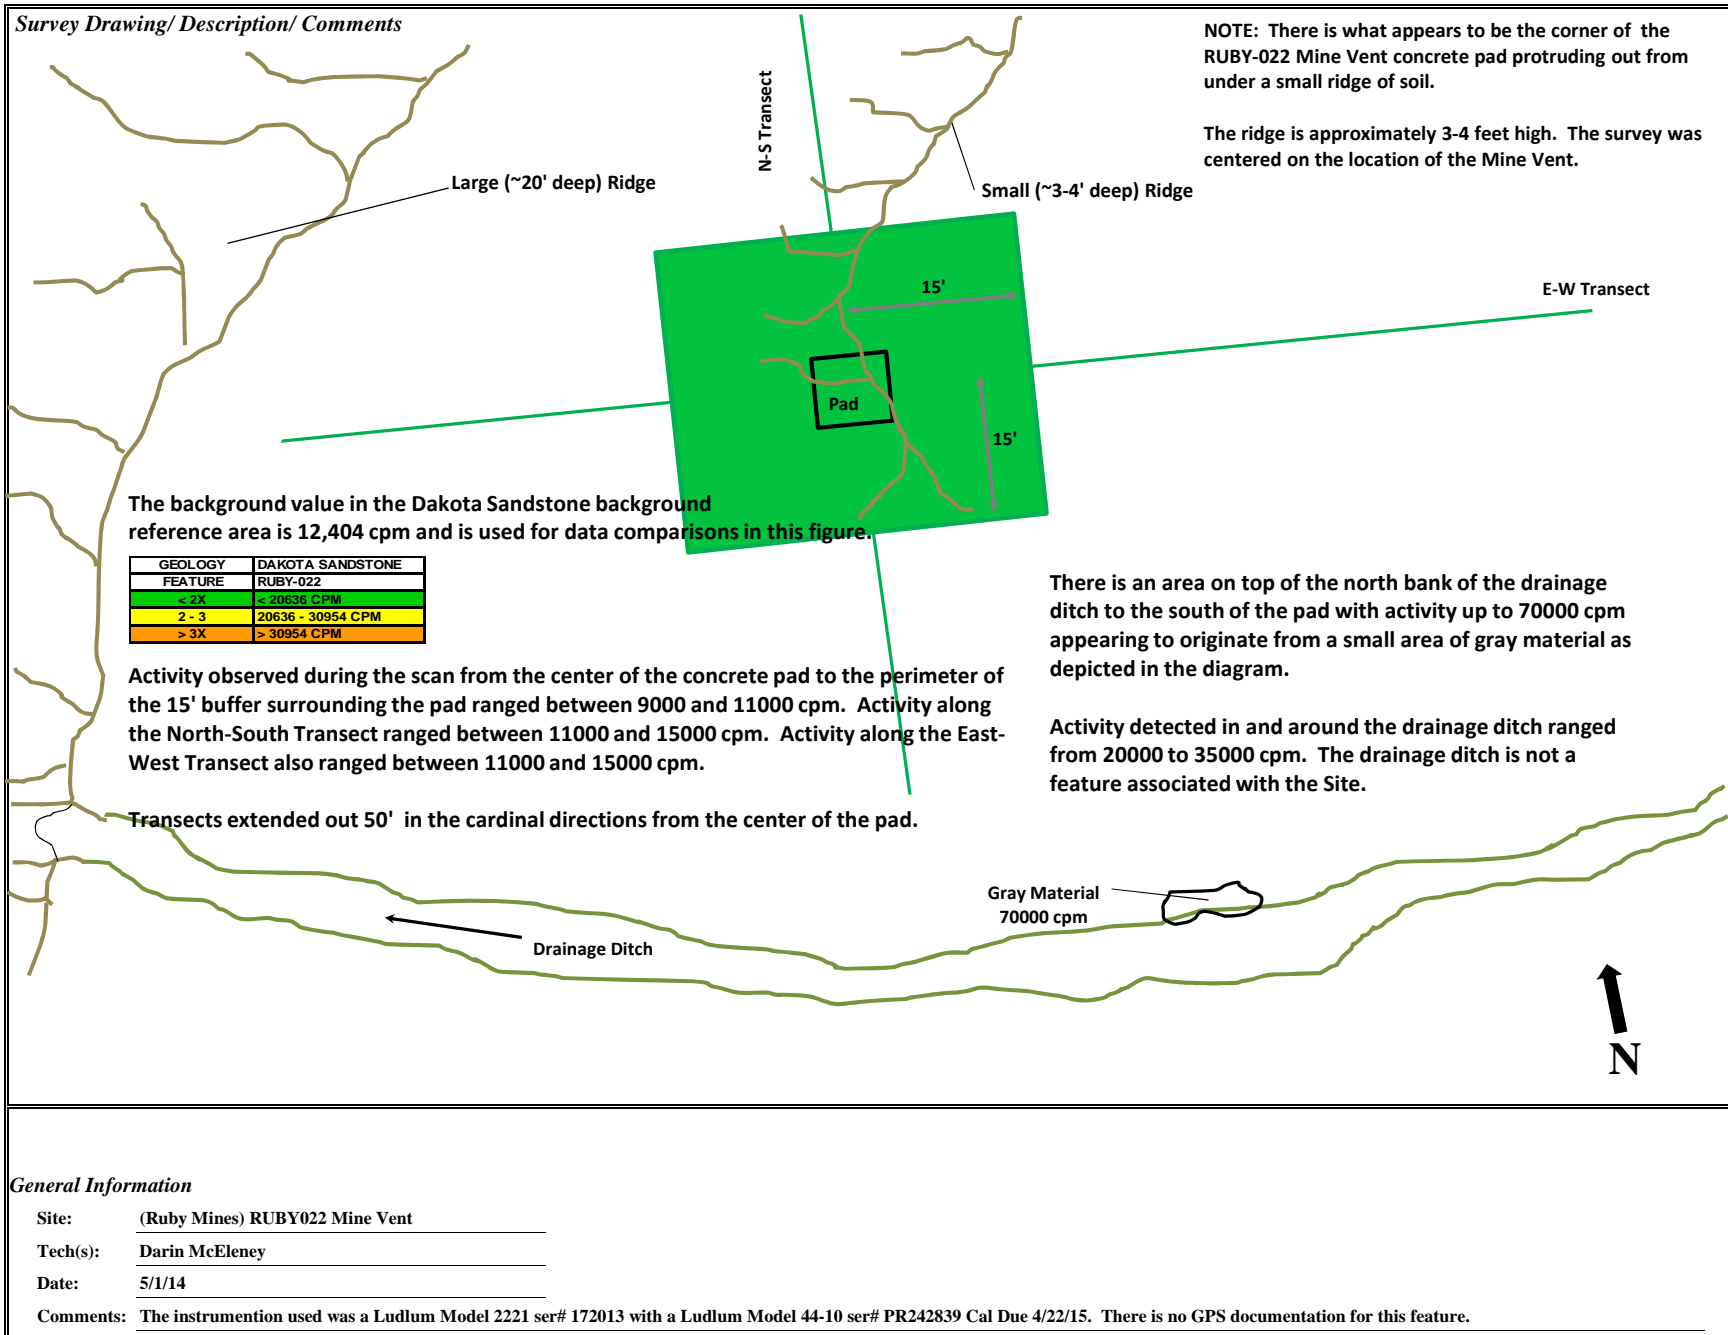 Survey Drawing/ Description/ Comments
NOTE: There is what appears to be the corner of the
RUBY-022 Mine Vent concrete pad protruding out from
under a small ridge of soil.
The ridge is approximately 3-4 feet high. The survey was
centered on the location of the Mine Vent.
N-S Transect
Large (~20' deep) Ridge
Small (~3-4' deep) Ridge
15'
E-W Transect
Pad
15'
The background value in the Dakota Sandstone background
reference area is 12,404 cpm and is used for data comparisons in this figure.
GEOLOGY DAKOTA SANDSTONE
FEATURE RUBY-022
< 2X < 20636 CPM
2 - 3 20636 - 30954 CPM
> 3X > 30954 CPM
There is an area on top of the north bank of the drainage
ditch to the south of the pad with activity up to 70000 cpm
appearing to originate from a small area of gray material as
depicted in the diagram.
Activity observed during the scan from the center of the concrete pad to the perimeter of
the 15' buffer surrounding the pad ranged between 9000 and 11000 cpm. Activity along
the North-South Transect ranged between 11000 and 15000 cpm. Activity along the East-
West Transect also ranged between 11000 and 15000 cpm.
Activity detected in and around the drainage ditch ranged
from 20000 to 35000 cpm. The drainage ditch is not a
feature associated with the Site.
Transects extended out 50' in the cardinal directions from the center of the pad.
Gray Material
70000 cpm
Drainage Ditch
N
General Information
Site: (Ruby Mines) RUBY022 Mine Vent
Tech(s): Darin McEleney
Date: 5/1/14
Comments: The instrumention used was a Ludlum Model 2221 ser# 172013 with a Ludlum Model 44-10 ser# PR242839 Cal Due 4/22/15. There is no GPS documentation for this feature.